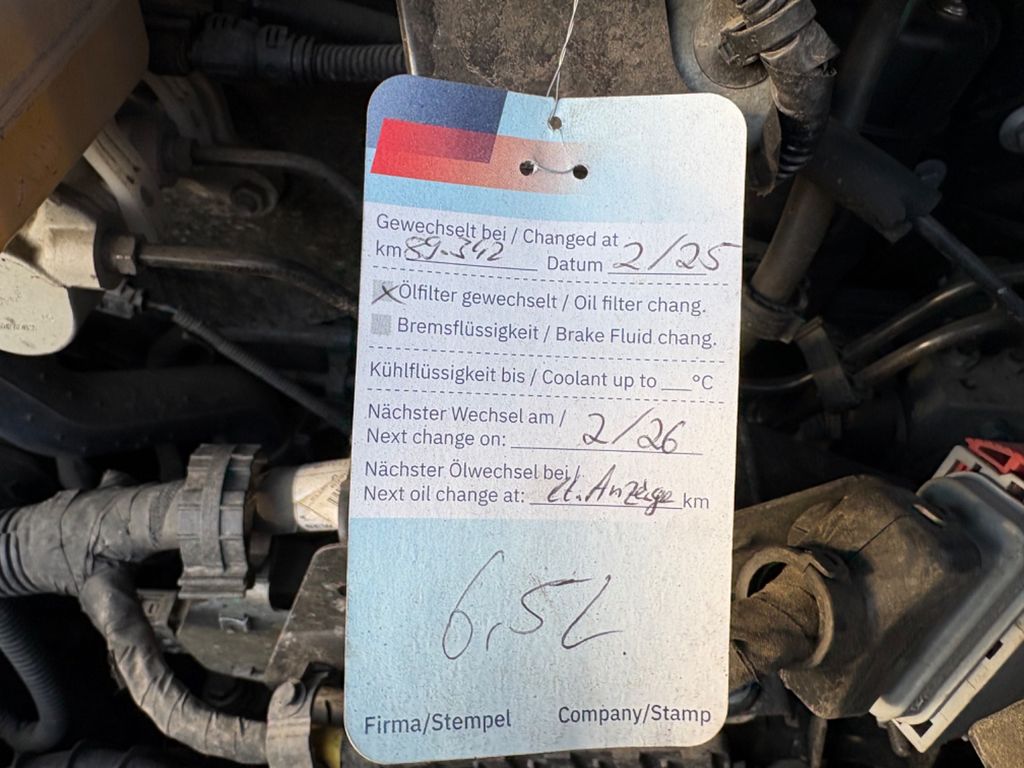 Gewechselt bei / Changed at
km 89.342 Datum 2/25
Ölfilter gewechselt / Oil filter chang.
Bremsflüssigkeit / Brake Fluid chang.
Kühlflüssigkeit bis / Coolant up to ___°C
Nächster Wechsel am /
Next change on: 2/26
Nächster Ölwechsel bei /
Next oil change at: lt. Anzeige km
6,5L
Firma/Stempel Company/Stamp